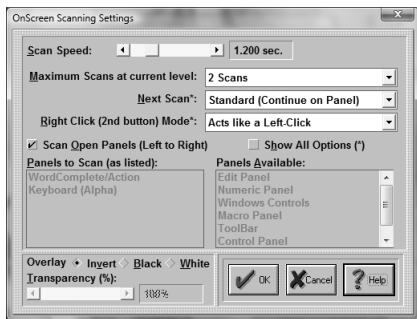 OnScreen Scanning Settings
Scan Speed: 1.200 sec.
Maximum Scans at current level: 2 Scans
Next Scan*: Standard (Continue on Panel)
Right Click (2nd button) Mode*: Acts like a Left-Click
Scan Open Panels (Left to Right) Show All Options (*)
Panels to Scan (as listed): Panels Available:
WordComplete/Action Edit Panel
Keyboard (Alpha) Numeric Panel
Windows Controls
Macro Panel
ToolBar
Control Panel
Overlay Invert Black White
Transparency (%):
100%
OK Cancel Help